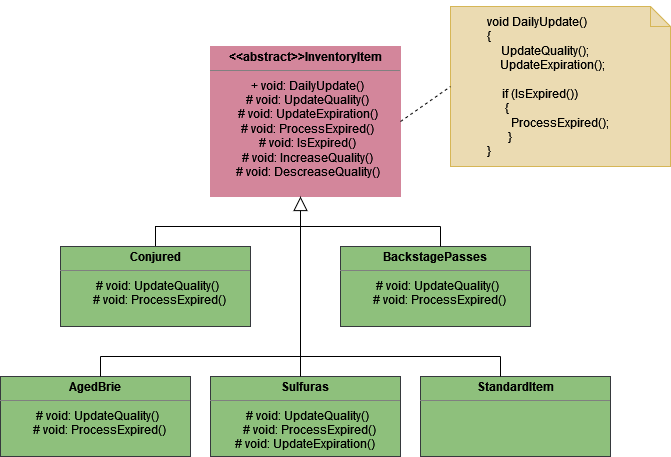 <<abstract>>InventoryItem
+ void: DailyUpdate()
# void: UpdateQuality()
# void: UpdateExpiration()
# void: ProcessExpired()
# void: IsExpired()
# void: IncreaseQuality()
# void: DescreaseQuality()
void DailyUpdate()
{
UpdateQuality();
UpdateExpiration();
if (IsExpired())
{
ProcessExpired();
}
}
Conjured
# void: UpdateQuality()
# void: ProcessExpired()
BackstagePasses
# void: UpdateQuality()
# void: ProcessExpired()
AgedBrie
# void: UpdateQuality()
# void: ProcessExpired()
Sulfuras
# void: UpdateQuality()
# void: ProcessExpired()
# void: UpdateExpiration()
StandardItem